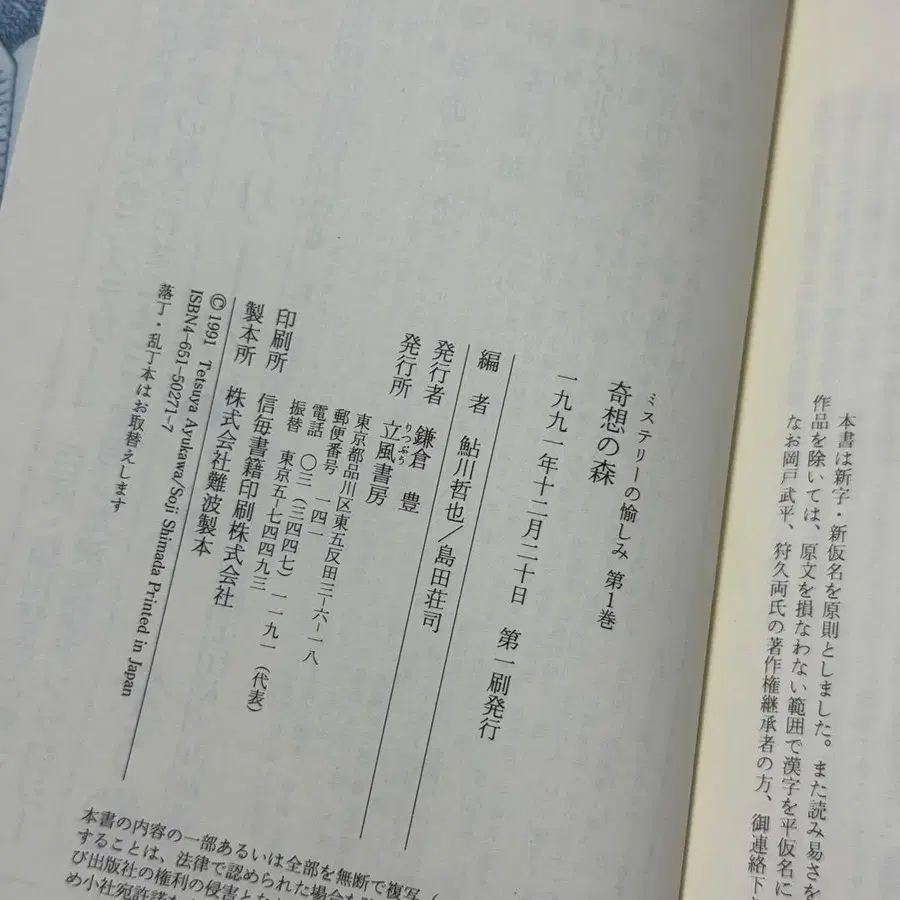 本書は新字・新仮名を原則としました。また読み易さを
作品を除いては、原文を損なわない範囲で漢字を平仮名に
なお岡戸武平、狩久両氏の著作権継承者の方、御連絡下
ミステリーの愉しみ 第1巻
奇想の森
一九九一年十二月二十日 第一刷発行
編 者 鮎川哲也/島田荘司
発行者 鎌倉 豊
発行所 立風書房
りつぷう
東京都品川区東五反田三-六-一八
郵便番号 一四一
電話 〇三(三四四七)一一九一(代表)
振替 東京五-七四四九三
印刷所 信毎書籍印刷株式会社
製本所 株式会社難波製本
©1991 Tetsuya Ayukawa/Soji Shimada Printed in Japan
ISBN4-651-50271-7
落丁・乱丁本はお取替えします
本書の内容の一部あるいは全部を無断で複写(
することは、法律で認められた場合を
び出版社の権利の侵害とな
め小社宛許諾